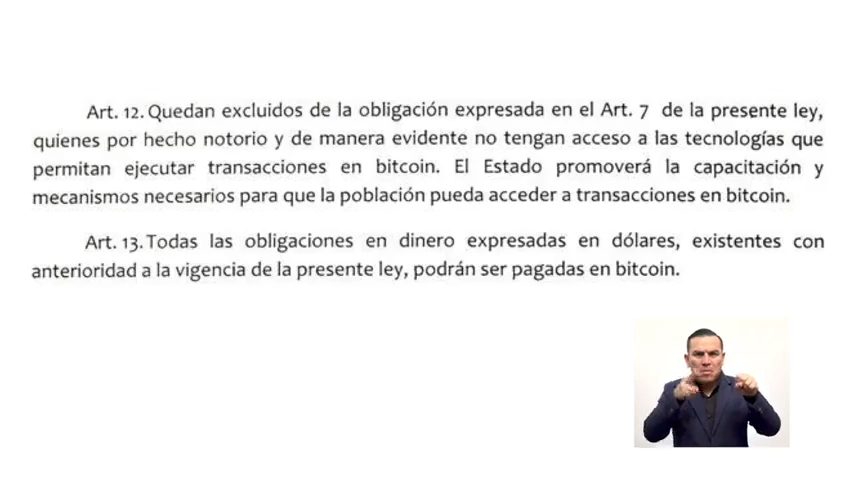 Art. 12. Quedan excluidos de la obligación expresada en el Art. 7 de la presente ley,
quienes por hecho notorio y de manera evidente no tengan acceso a las tecnologías que
permitan ejecutar transacciones en bitcoin. El Estado promoverá la capacitación y
mecanismos necesarios para que la población pueda acceder a transacciones en bitcoin.
Art. 13. Todas las obligaciones en dinero expresadas en dólares, existentes con
anterioridad a la vigencia de la presente ley, podrán ser pagadas en bitcoin.